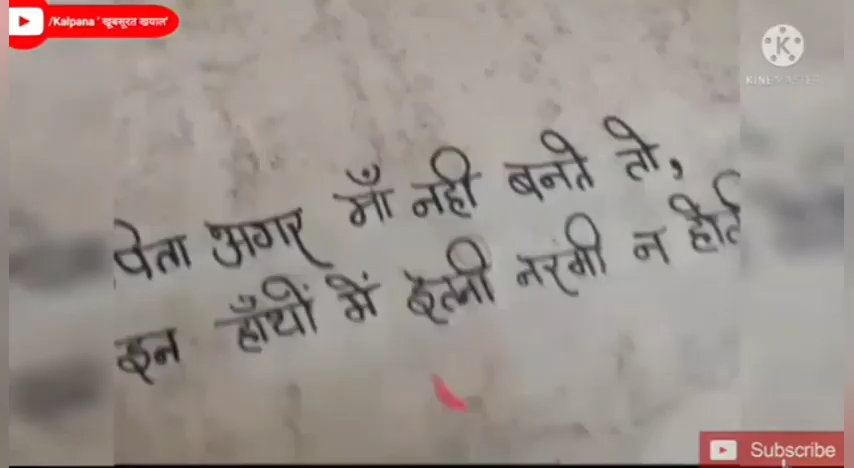 /Kalpana ' खूबसूरत ख़याल'
KINEMASTER
पिता अगर माँ नही बनते तो,
इन हाँथों में इतनी नरमी न होती
Subscribe